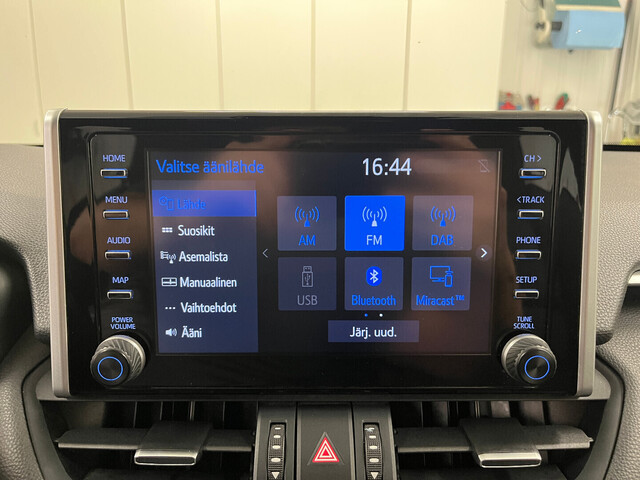 HOME
MENU
AUDIO
MAP
POWER
VOLUME
Valitse äänilähde
16:44
Lähde
Suosikit
Asemalista
Manuaalinen
Vaihtoehdot
Ääni
AM
FM
DAB
USB
Bluetooth
Miracast™
Järj. uud.
CH >
< TRACK
PHONE
SETUP
TUNE
SCROLL